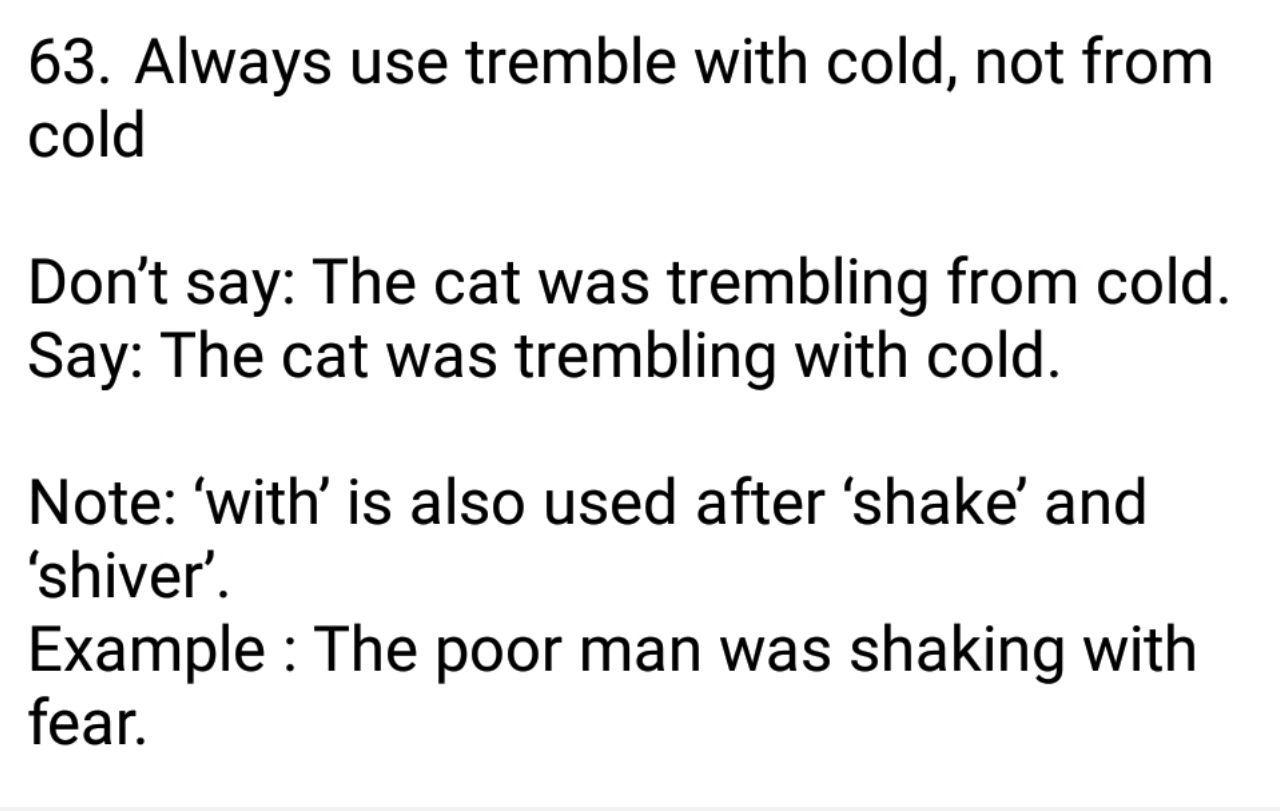 63. Always use tremble with cold, not from
cold
Don’t say: The cat was trembling from cold.
Say: The cat was trembling with cold.
Note: ‘with’ is also used after ‘shake’ and
‘shiver’.
Example : The poor man was shaking with
fear.